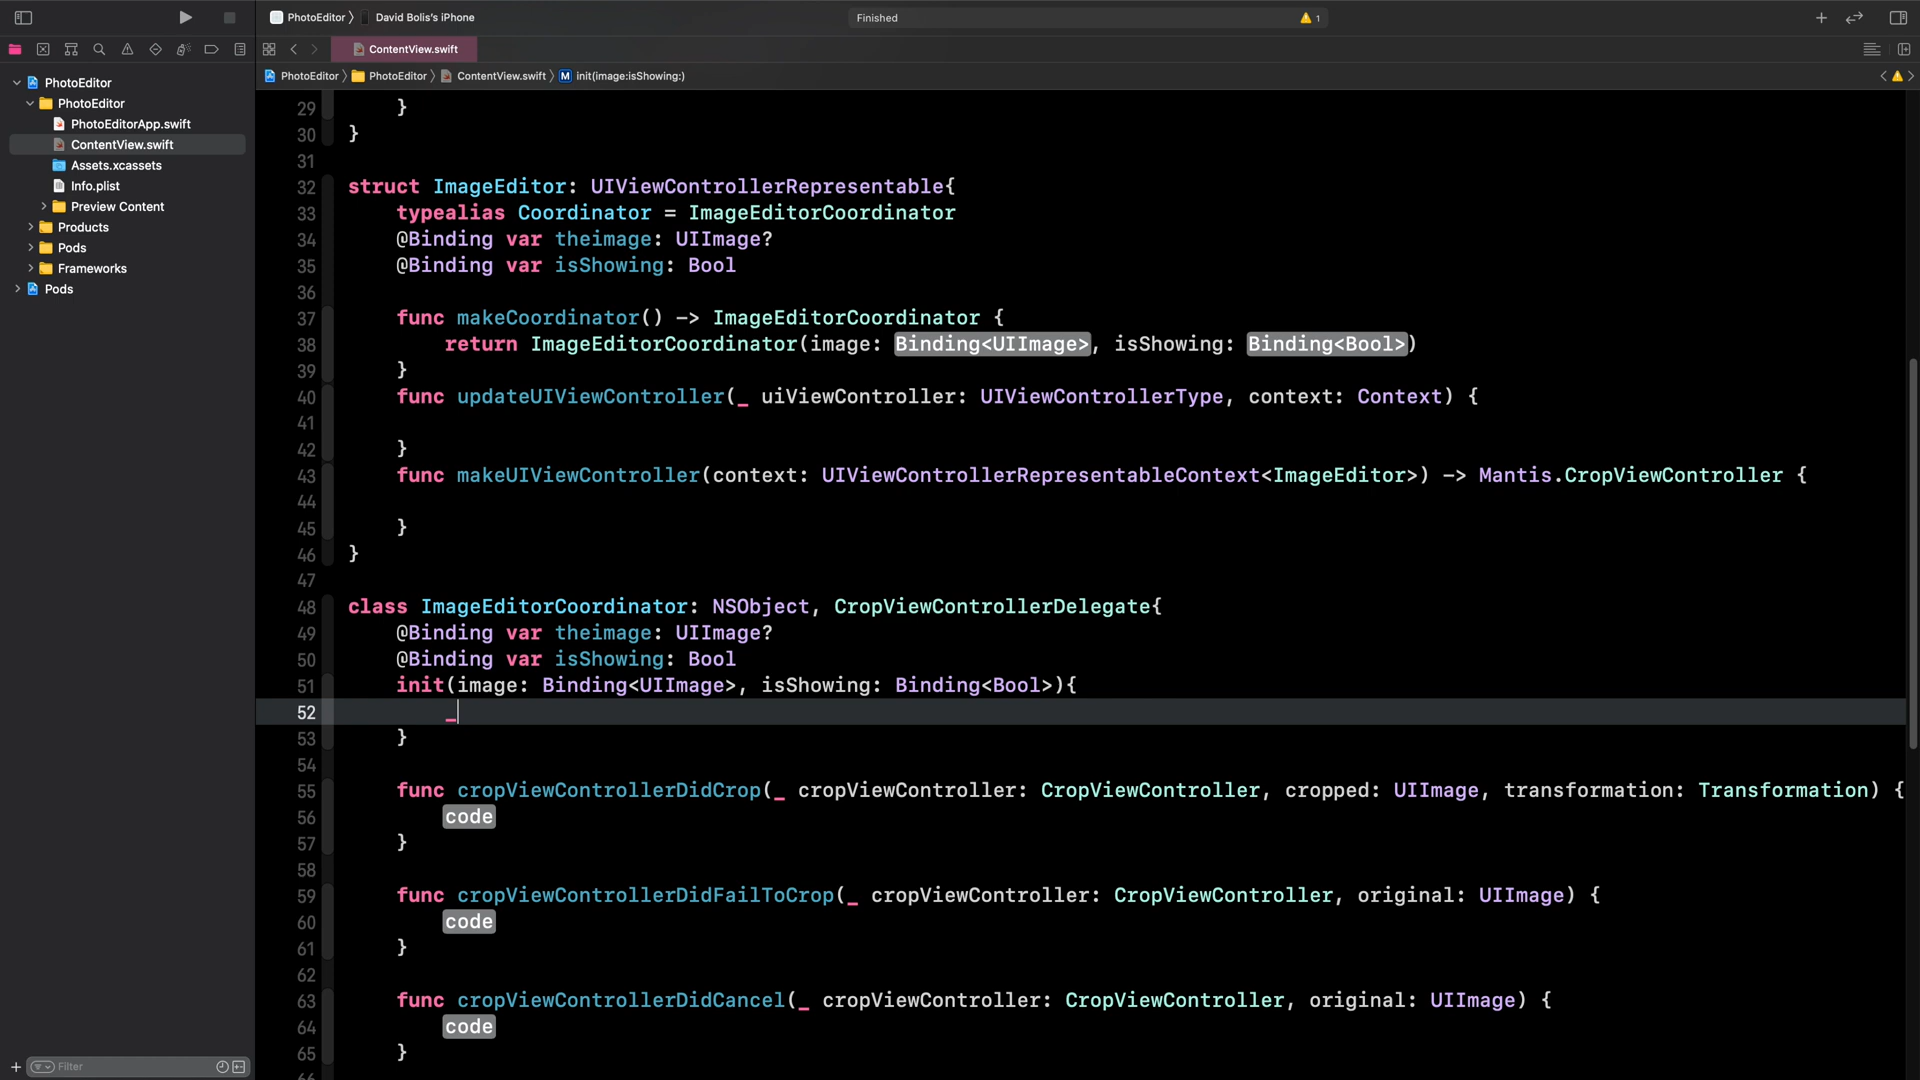 PhotoEditor 〉 David Bolis's iPhone
Finished
1
ContentView.swift
PhotoEditor 〉 PhotoEditor 〉 ContentView.swift 〉 M init(image:isShowing:)
PhotoEditor
PhotoEditor
PhotoEditorApp.swift
ContentView.swift
Assets.xcassets
Info.plist
Preview Content
Products
Pods
Frameworks
Pods
29 }
30 }
31
32 struct ImageEditor: UIViewControllerRepresentable{
33 typealias Coordinator = ImageEditorCoordinator
34 @Binding var theimage: UIImage?
35 @Binding var isShowing: Bool
36
37 func makeCoordinator() -> ImageEditorCoordinator {
38 return ImageEditorCoordinator(image: Binding<UIImage>, isShowing: Binding<Bool>)
39 }
40 func updateUIViewController(_ uiViewController: UIViewControllerType, context: Context) {
41
42 }
43 func makeUIViewController(context: UIViewControllerRepresentableContext<ImageEditor>) -> Mantis.CropViewController {
44
45 }
46 }
47
48 class ImageEditorCoordinator: NSObject, CropViewControllerDelegate{
49 @Binding var theimage: UIImage?
50 @Binding var isShowing: Bool
51 init(image: Binding<UIImage>, isShowing: Binding<Bool>){
52 _
53 }
54
55 func cropViewControllerDidCrop(_ cropViewController: CropViewController, cropped: UIImage, transformation: Transformation) {
56 code
57 }
58
59 func cropViewControllerDidFailToCrop(_ cropViewController: CropViewController, original: UIImage) {
60 code
61 }
62
63 func cropViewControllerDidCancel(_ cropViewController: CropViewController, original: UIImage) {
64 code
65 }
Filter